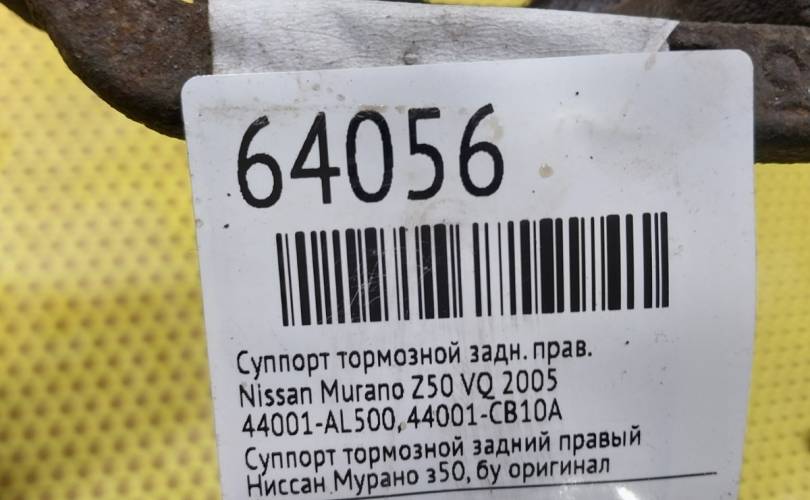 64056
Суппорт тормозной задн. прав.
Nissan Murano Z50 VQ 2005
44001-AL500, 44001-CB10A
Суппорт тормозной задний правый
Ниссан Мурано з50, бу оригинал